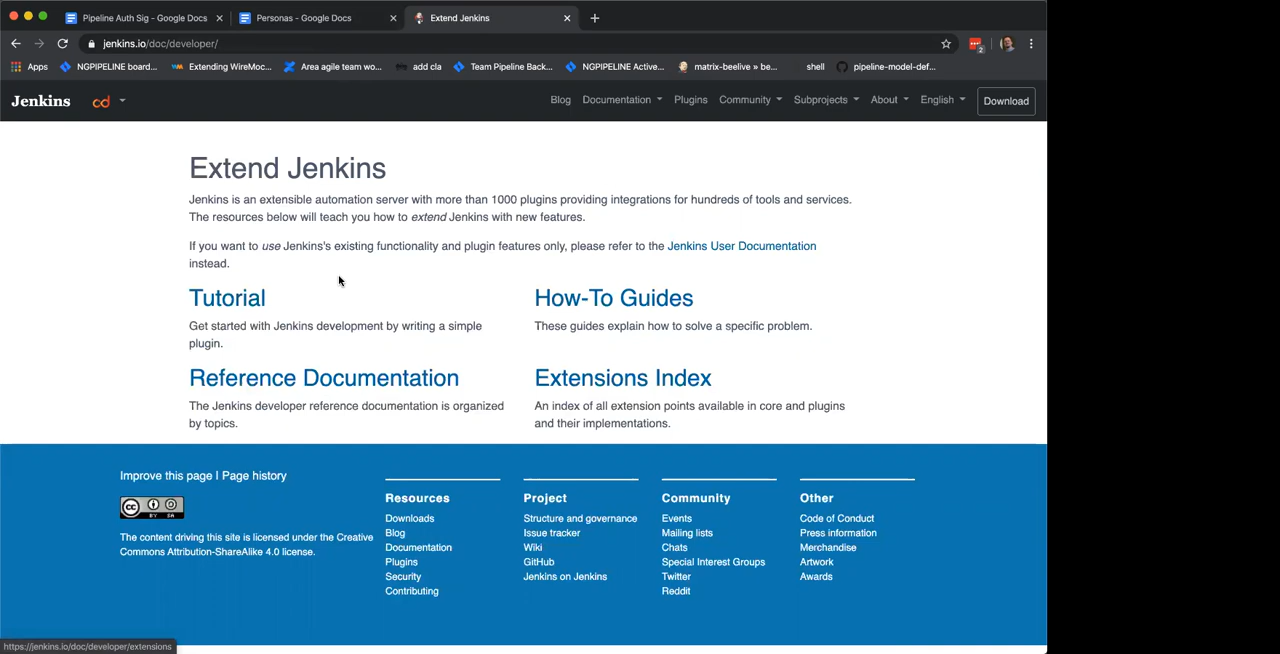 Pipeline Auth Sig - Google Docs
Personas - Google Docs
Extend Jenkins
jenkins.io/doc/developer/
2
Apps
NGPIPELINE board...
Extending WireMoc...
Area agile team wo...
add cla
Team Pipeline Back...
NGPIPELINE Active...
matrix-beelive » be...
shell
pipeline-model-def...
Jenkins
cd
Blog
Documentation
Plugins
Community
Subprojects
About
English
Download
Extend Jenkins
Jenkins is an extensible automation server with more than 1000 plugins providing integrations for hundreds of tools and services.
The resources below will teach you how to extend Jenkins with new features.
If you want to use Jenkins's existing functionality and plugin features only, please refer to the Jenkins User Documentation
instead.
Tutorial
Get started with Jenkins development by writing a simple
plugin.
How-To Guides
These guides explain how to solve a specific problem.
Reference Documentation
The Jenkins developer reference documentation is organized
by topics.
Extensions Index
An index of all extension points available in core and plugins
and their implementations.
Improve this page | Page history
cc
BY SA
The content driving this site is licensed under the Creative
Commons Attribution-ShareAlike 4.0 license.
Resources
Downloads
Blog
Documentation
Plugins
Security
Contributing
Project
Structure and governance
Issue tracker
Wiki
GitHub
Jenkins on Jenkins
Community
Events
Mailing lists
Chats
Special Interest Groups
Twitter
Reddit
Other
Code of Conduct
Press information
Merchandise
Artwork
Awards
https://jenkins.io/doc/developer/extensions